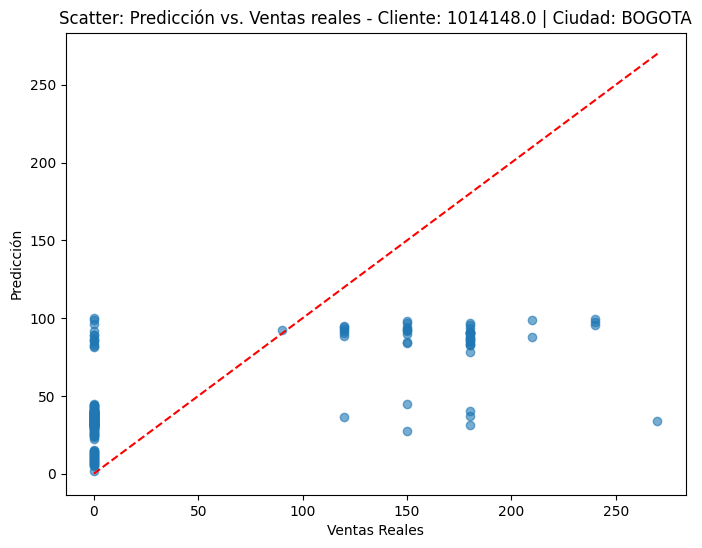 Scatter: Predicción vs. Ventas reales - Cliente: 1014148.0 | Ciudad: BOGOTA
250
200
150
100
50
0
Predicción
0 50 100 150 200 250
Ventas Reales